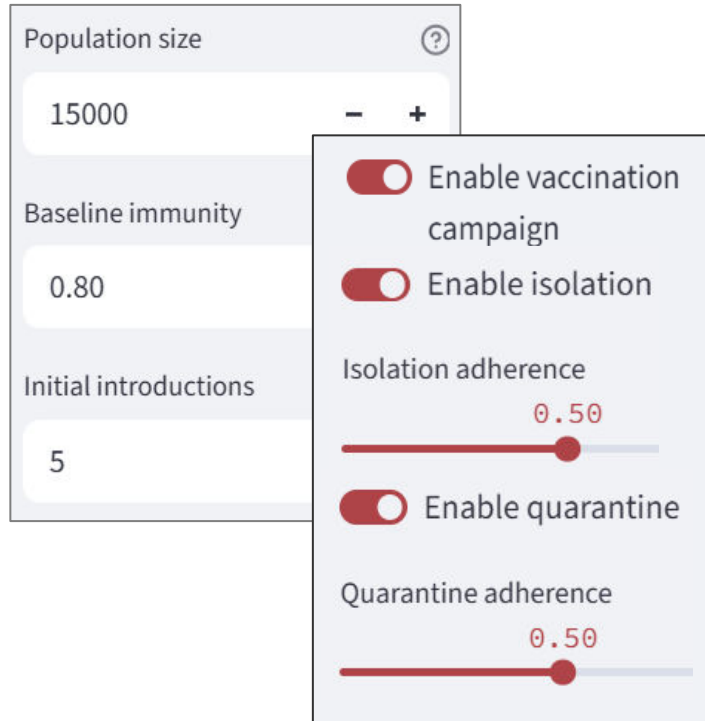 Population size
?
15000
- +
Baseline immunity
0.80
Initial introductions
5
Enable vaccination
campaign
Enable isolation
Isolation adherence
0.50
Enable quarantine
Quarantine adherence
0.50